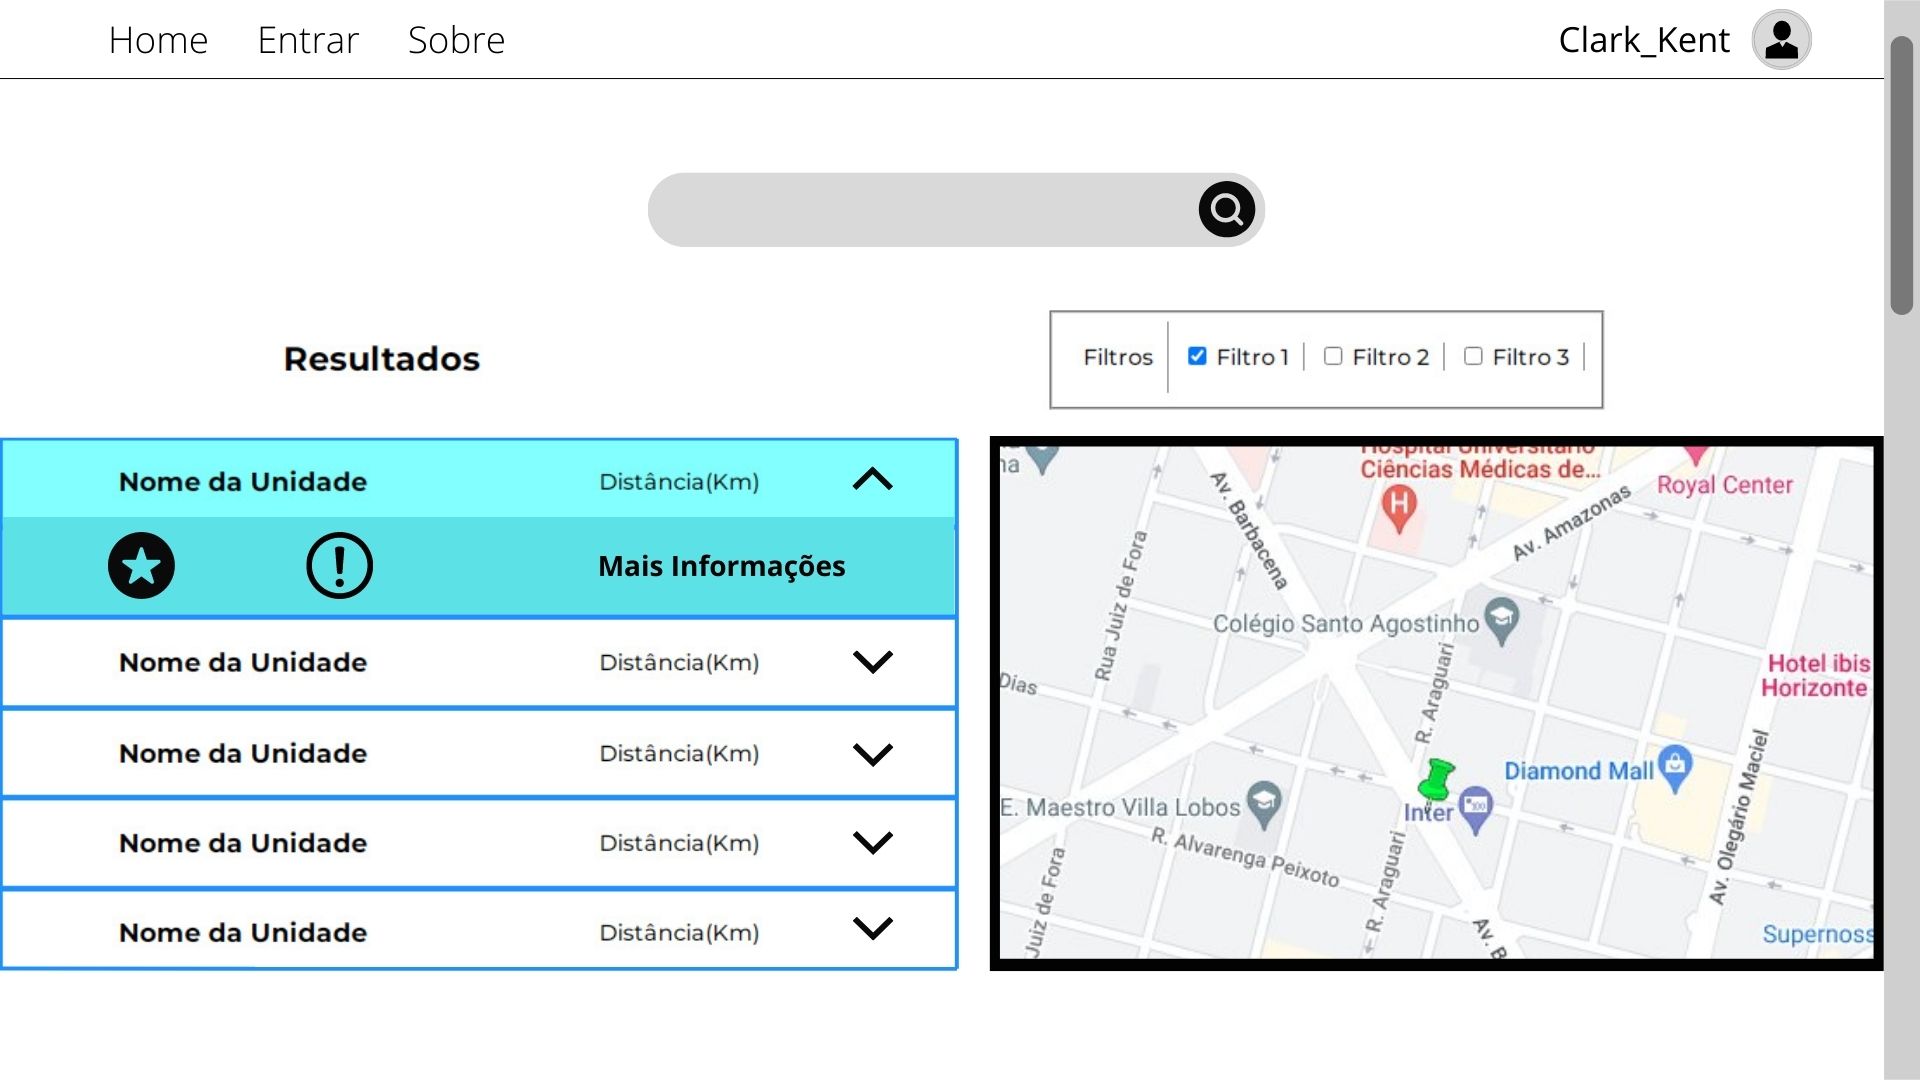 Home Entrar Sobre Clark_Kent
Resultados
Filtros Filtro 1 Filtro 2 Filtro 3
Nome da Unidade Distância(Km)
Mais Informações
Nome da Unidade Distância(Km)
Nome da Unidade Distância(Km)
Nome da Unidade Distância(Km)
Nome da Unidade Distância(Km)
na
Hospital Universitário
Ciências Médicas de...
H
Royal Center
Av. Barbacena
Av. Amazonas
Rua Juiz de Fora
Colégio Santo Agostinho
R. Araguari
Hotel ibis
Horizonte
Dias
Diamond Mall
Inter
E. Maestro Villa Lobos
R. Alvarenga Peixoto
Av. Olegário Maciel
R. Araguari
Juiz de Fora
Av. B
Supernoss